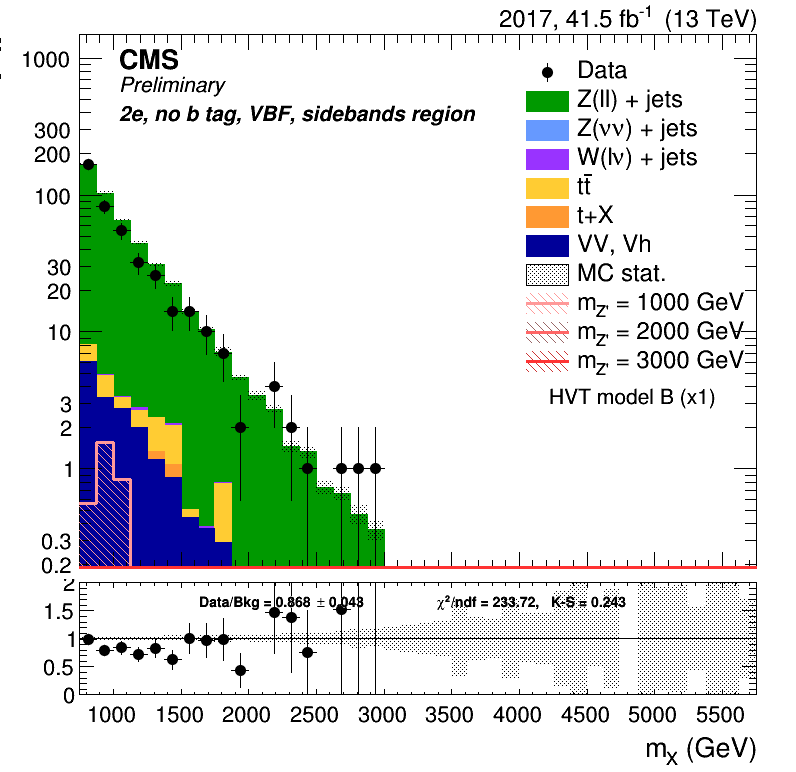 2017, 41.5 fb⁻¹ (13 TeV)
CMS
Preliminary
2e, no b tag, VBF, sidebands region
Data
Z(ll) + jets
Z(νν) + jets
W(lν) + jets
tt̄
t+X
VV, Vh
MC stat.
m_Z' = 1000 GeV
m_Z' = 2000 GeV
m_Z' = 3000 GeV
HVT model B (x1)
1000
300
200
100
30
20
10
3
2
1
0.3
0.2
2
1.5
1
0.5
0
Data/Bkg = 0.868 ± 0.043
χ²/ndf = 233.72, K-S = 0.243
1000 1500 2000 2500 3000 3500 4000 4500 5000 5500
m_X (GeV)